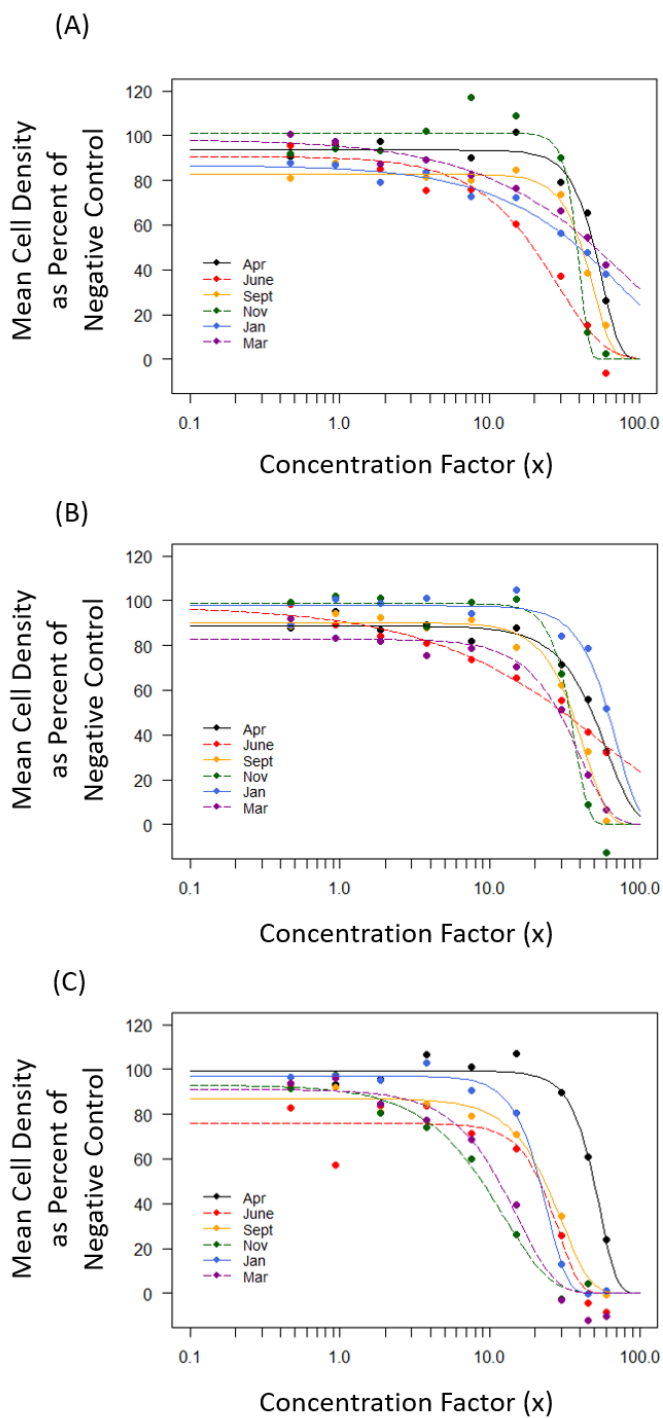 (A)
Mean Cell Density
as Percent of
Negative Control
120
100
80
60
40
20
0
Apr
June
Sept
Nov
Jan
Mar
0.1
1.0
10.0
100.0
Concentration Factor (x)
(B)
Mean Cell Density
as Percent of
Negative Control
120
100
80
60
40
20
0
Apr
June
Sept
Nov
Jan
Mar
0.1
1.0
10.0
100.0
Concentration Factor (x)
(C)
Mean Cell Density
as Percent of
Negative Control
120
100
80
60
40
20
0
Apr
June
Sept
Nov
Jan
Mar
0.1
1.0
10.0
100.0
Concentration Factor (x)